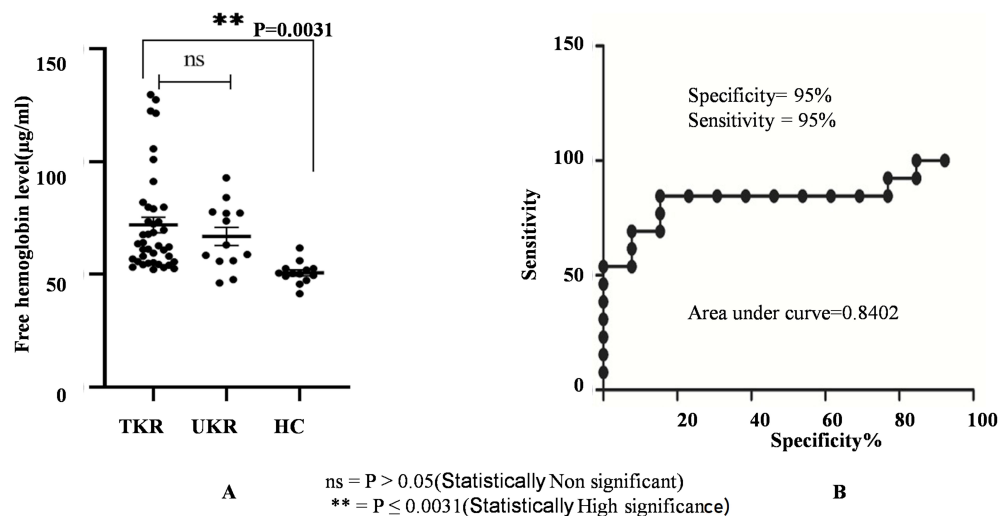 **
P=0.0031
ns
Free hemoglobin level(μg/ml)
150
100
50
0
TKR UKR HC
A
Specificity= 95%
Sensitivity = 95%
Area under curve=0.8402
Sensitivity
150
100
50
0
20 40 60 80 100
Specificity%
B
ns = P > 0.05(Statistically Non significant)
** = P ≤ 0.0031(Statistically High significance)